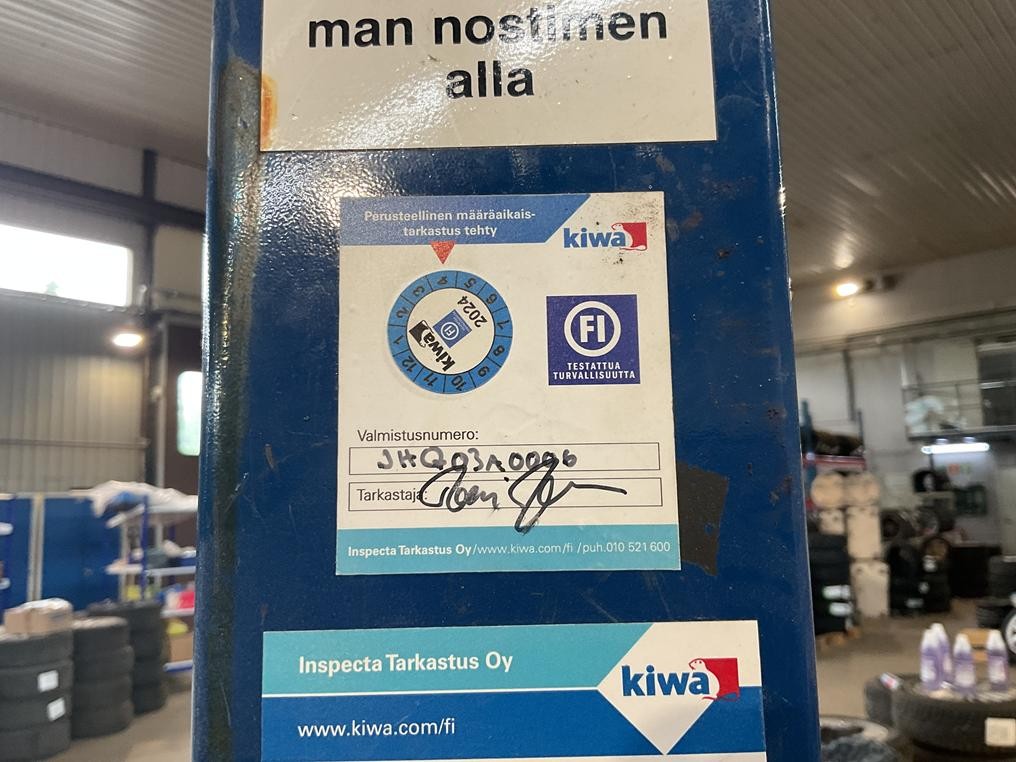 man nostimen
alla
Perusteellinen määräaikais-
tarkastus tehty
kiwa
1 2 3 4 5 6 7 8 9 10 11 12
2024
FI
kiwa
FI
TESTATTUA
TURVALLISUUTTA
Valmistusnumero:
JHQ03A0006
Tarkastaja:
Inspecta Tarkastus Oy/www.kiwa.com/fi /puh.010 521 600
Inspecta Tarkastus Oy
kiwa
www.kiwa.com/fi